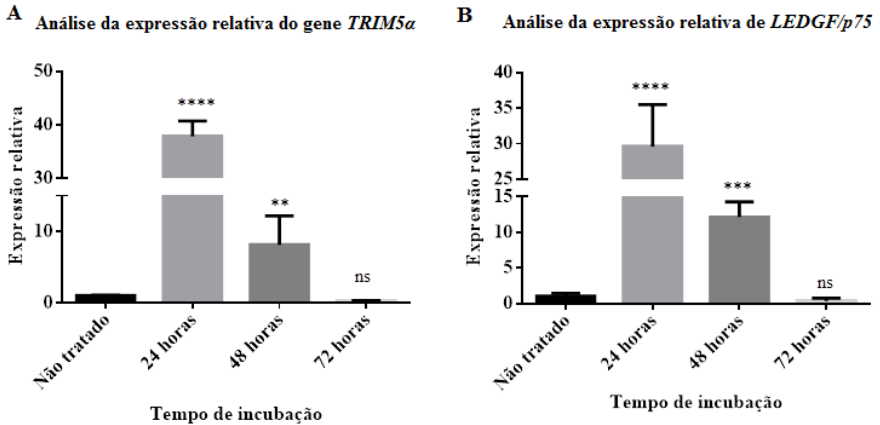 A
Análise da expressão relativa do gene TRIM5α
Expressão relativa
50
40
30
10
0
****
**
ns
Não tratado
24 horas
48 horas
72 horas
Tempo de incubação
B
Análise da expressão relativa de LEDGF/p75
Expressão relativa
40
35
30
25
15
10
5
0
****
***
ns
Não tratado
24 horas
48 horas
72 horas
Tempo de incubação